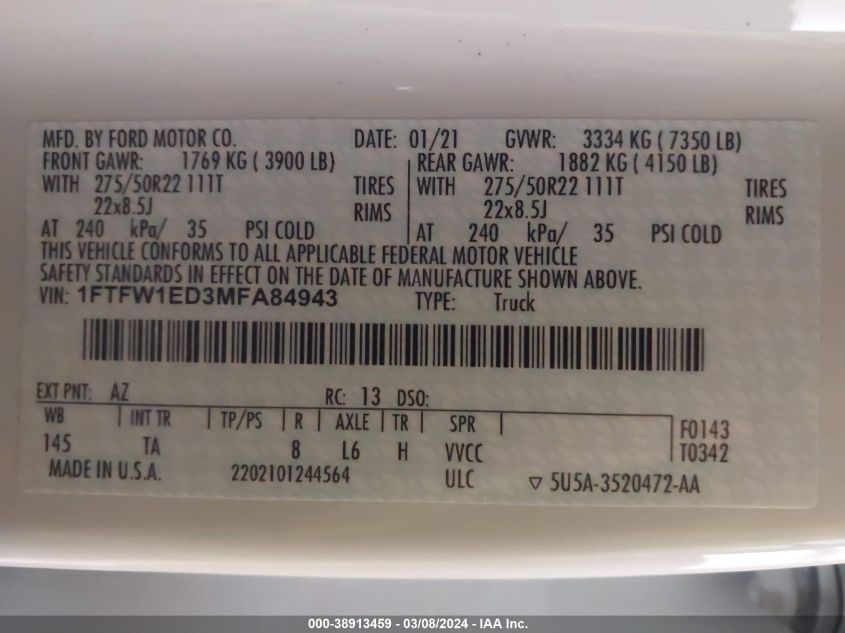 MFD. BY FORD MOTOR CO. DATE: 01/21 GVWR: 3334 KG ( 7350 LB)
FRONT GAWR: 1769 KG ( 3900 LB) REAR GAWR: 1882 KG ( 4150 LB)
WITH 275/50R22 111T TIRES WITH 275/50R22 111T TIRES
22x8.5J RIMS 22x8.5J RIMS
AT 240 kPa/ 35 PSI COLD AT 240 kPa/ 35 PSI COLD
THIS VEHICLE CONFORMS TO ALL APPLICABLE FEDERAL MOTOR VEHICLE
SAFETY STANDARDS IN EFFECT ON THE DATE OF MANUFACTURE SHOWN ABOVE.
VIN: 1FTFW1ED3MFA84943 TYPE: Truck
EXT PNT: AZ RC: 13 DSO:
WB INT TR TP/PS R AXLE TR SPR F0143
145 TA 8 L6 H VVCC T0342
MADE IN U.S.A. 2202101244564 ULC ▽ 5U5A-3520472-AA
000-38913459 - 03/08/2024 - IAA Inc.